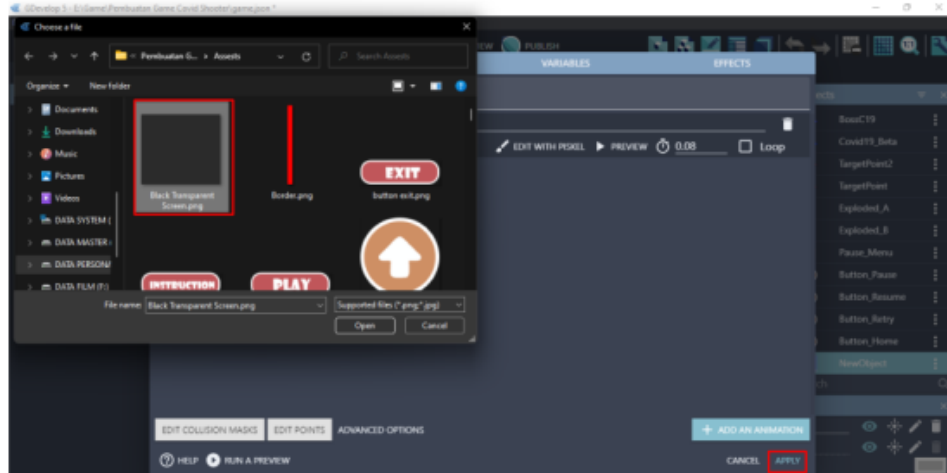 GDevelop 5 - E:\Game\Pembuatan Game Covid Shooter\game.json *
Choose a file
Pembuatan G... > Assests
Search Assests
Organize
New folder
Documents
Downloads
Music
Pictures
Videos
DATA SYSTEM (
DATA MASTER
DATA PERSONA
DATA FILM (F:)
Black Transparent
Screen.png
Border.png
EXIT
button exit.png
INSTRUCTION
PLAY
File name: Black Transparent Screen.png
Supported files (*.png;*.jpg)
Open
Cancel
PUBLISH
VARIABLES
EFFECTS
EDIT WITH PISKEL
PREVIEW
0.08
Loop
BossC19
Covid19_Beta
TargetPoint2
TargetPoint
Exploded_A
Exploded_B
Pause_Menu
Button_Pause
Button_Resume
Button_Retry
Button_Home
NewObject
EDIT COLLISION MASKS
EDIT POINTS
ADVANCED OPTIONS
+ ADD AN ANIMATION
HELP
RUN A PREVIEW
CANCEL
APPLY